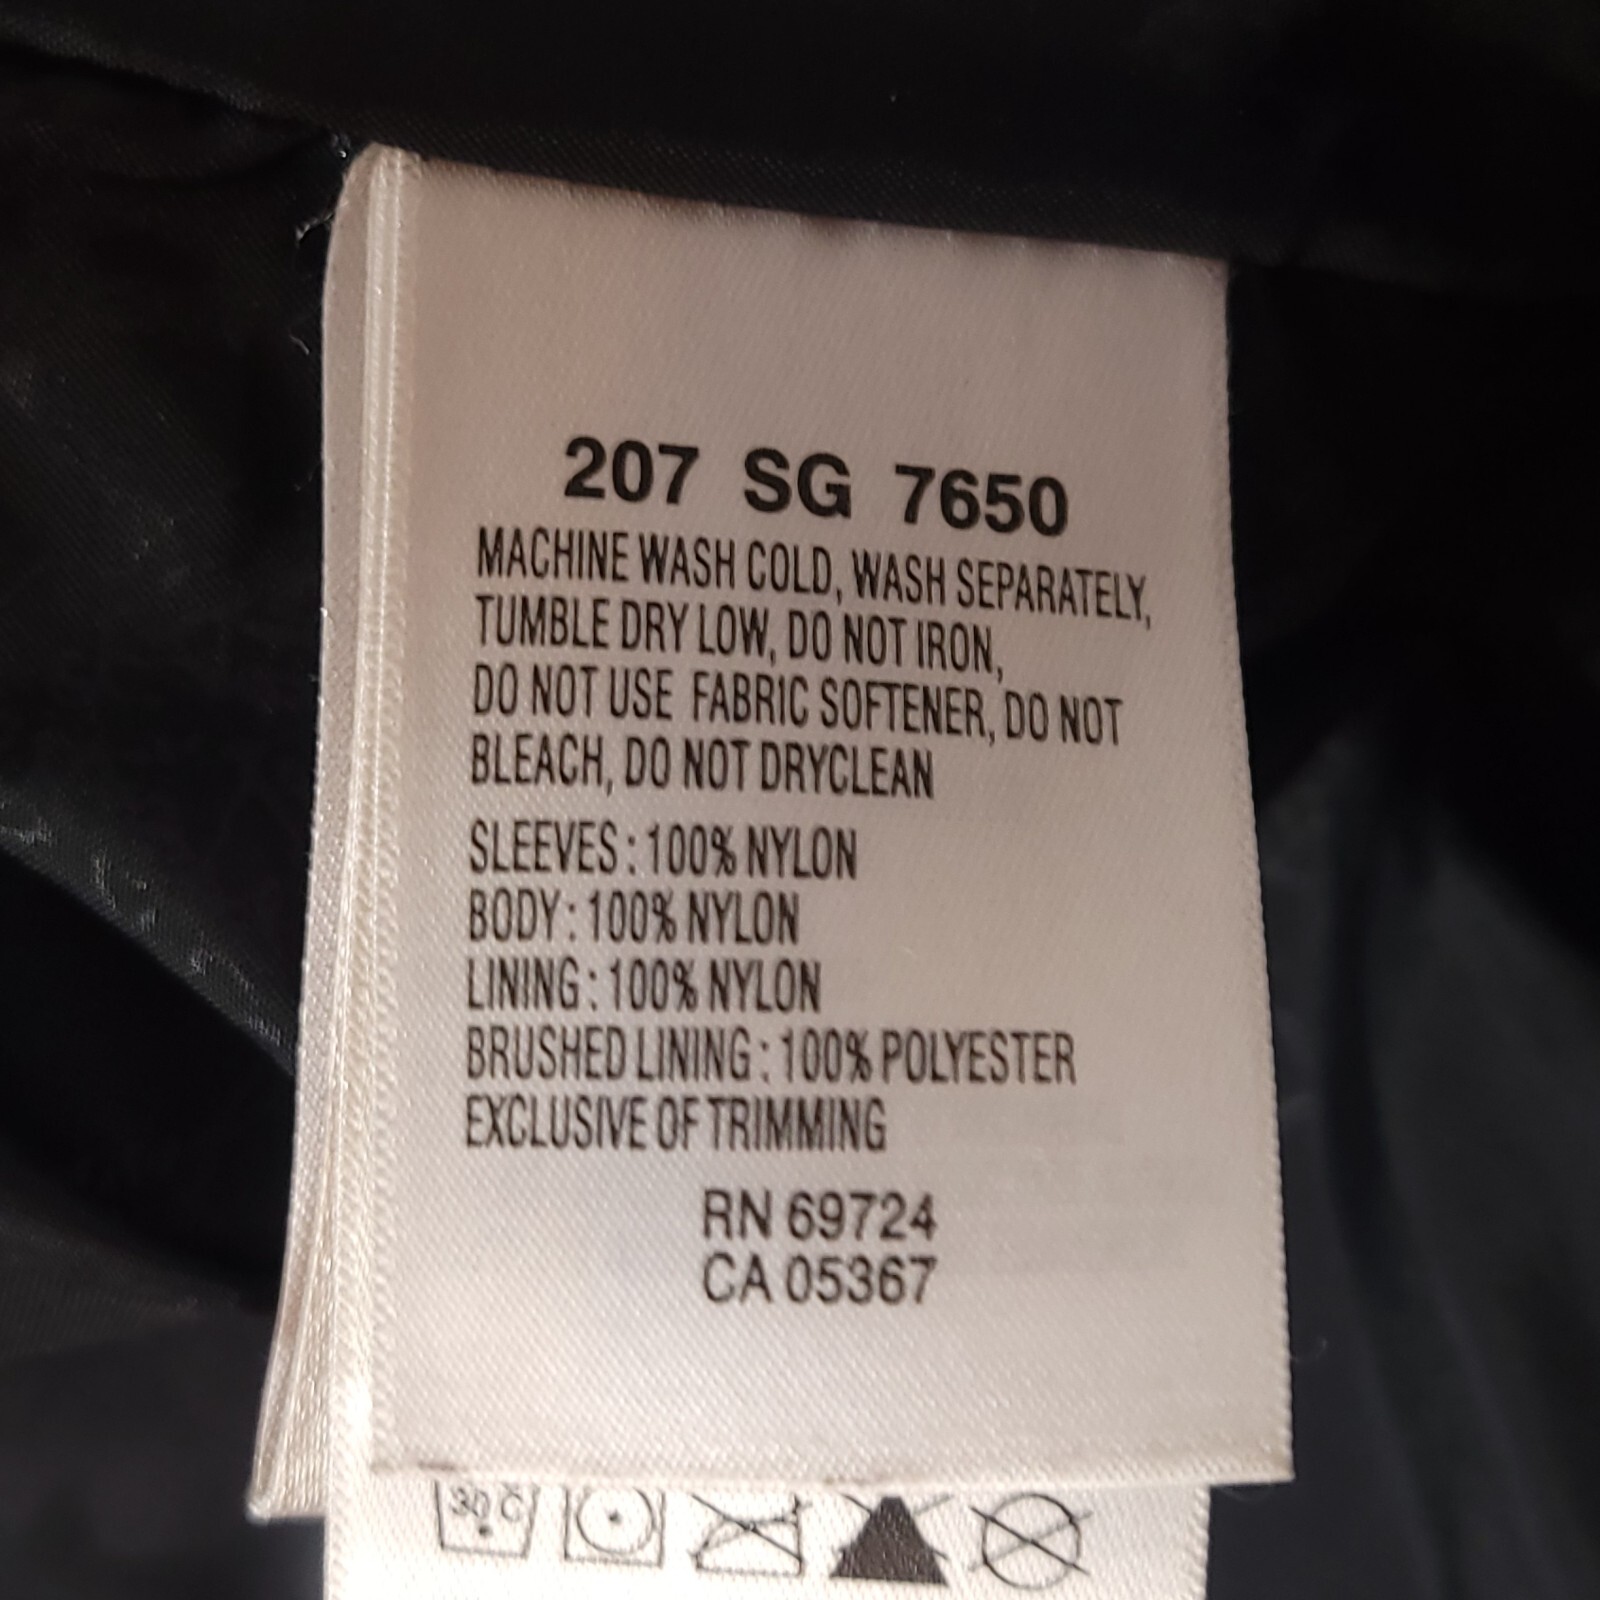 207 SG 7650
MACHINE WASH COLD, WASH SEPARATELY,
TUMBLE DRY LOW, DO NOT IRON,
DO NOT USE FABRIC SOFTENER, DO NOT
BLEACH, DO NOT DRYCLEAN
SLEEVES : 100% NYLON
BODY : 100% NYLON
LINING : 100% NYLON
BRUSHED LINING : 100% POLYESTER
EXCLUSIVE OF TRIMMING
RN 69724
CA 05367
30 C